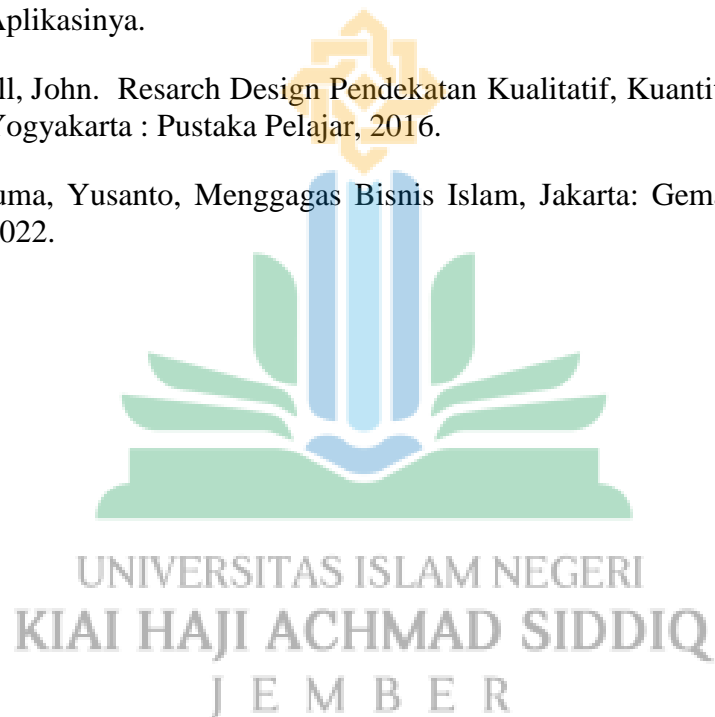 Aplikasinya.
ll, John. Resarch Design Pendekatan Kualitatif, Kuantit
Yogyakarta : Pustaka Pelajar, 2016.
uma, Yusanto, Menggagas Bisnis Islam, Jakarta: Gema
022.
UNIVERSITAS ISLAM NEGERI
KIAI HAJI ACHMAD SIDDIQ
JEMBER